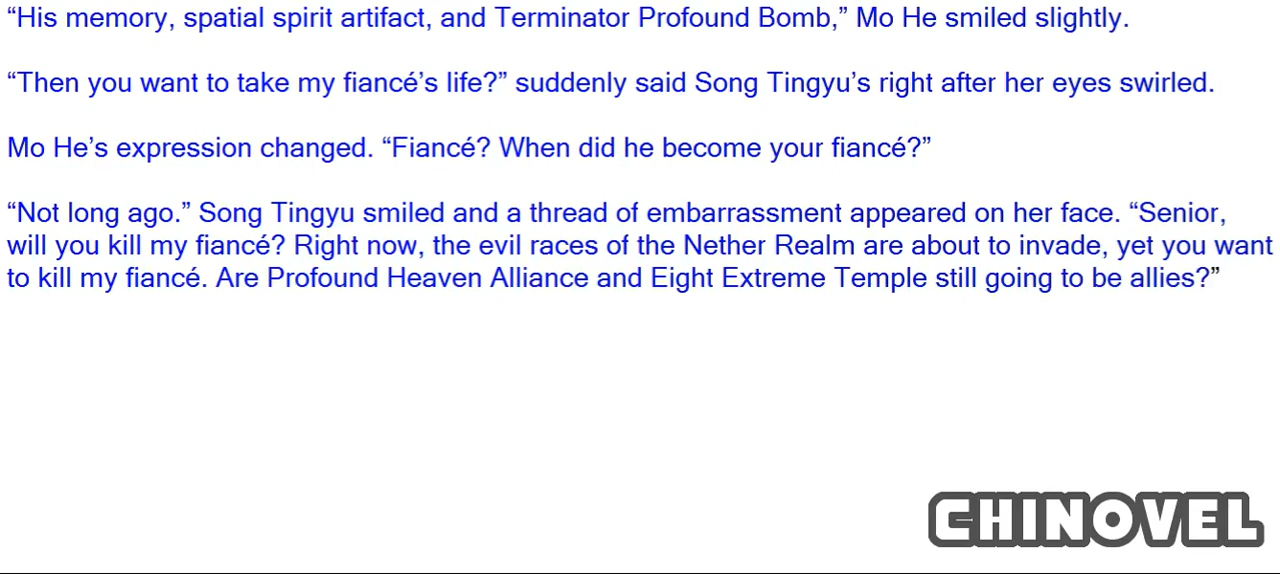 “His memory, spatial spirit artifact, and Terminator Profound Bomb,” Mo He smiled slightly.
“Then you want to take my fiancé’s life?” suddenly said Song Tingyu’s right after her eyes swirled.
Mo He’s expression changed. “Fiancé? When did he become your fiancé?”
“Not long ago.” Song Tingyu smiled and a thread of embarrassment appeared on her face. “Senior,
will you kill my fiancé? Right now, the evil races of the Nether Realm are about to invade, yet you want
to kill my fiancé. Are Profound Heaven Alliance and Eight Extreme Temple still going to be allies?”
CHINOVEL